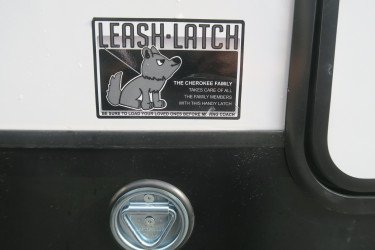 LEASH·LATCH
THE CHEROKEE FAMILY
TAKES CARE OF ALL
THE FAMILY MEMBERS
WITH THIS HANDY LATCH
BE SURE TO LOAD YOUR LOVED ONES BEFORE MOVING COACH